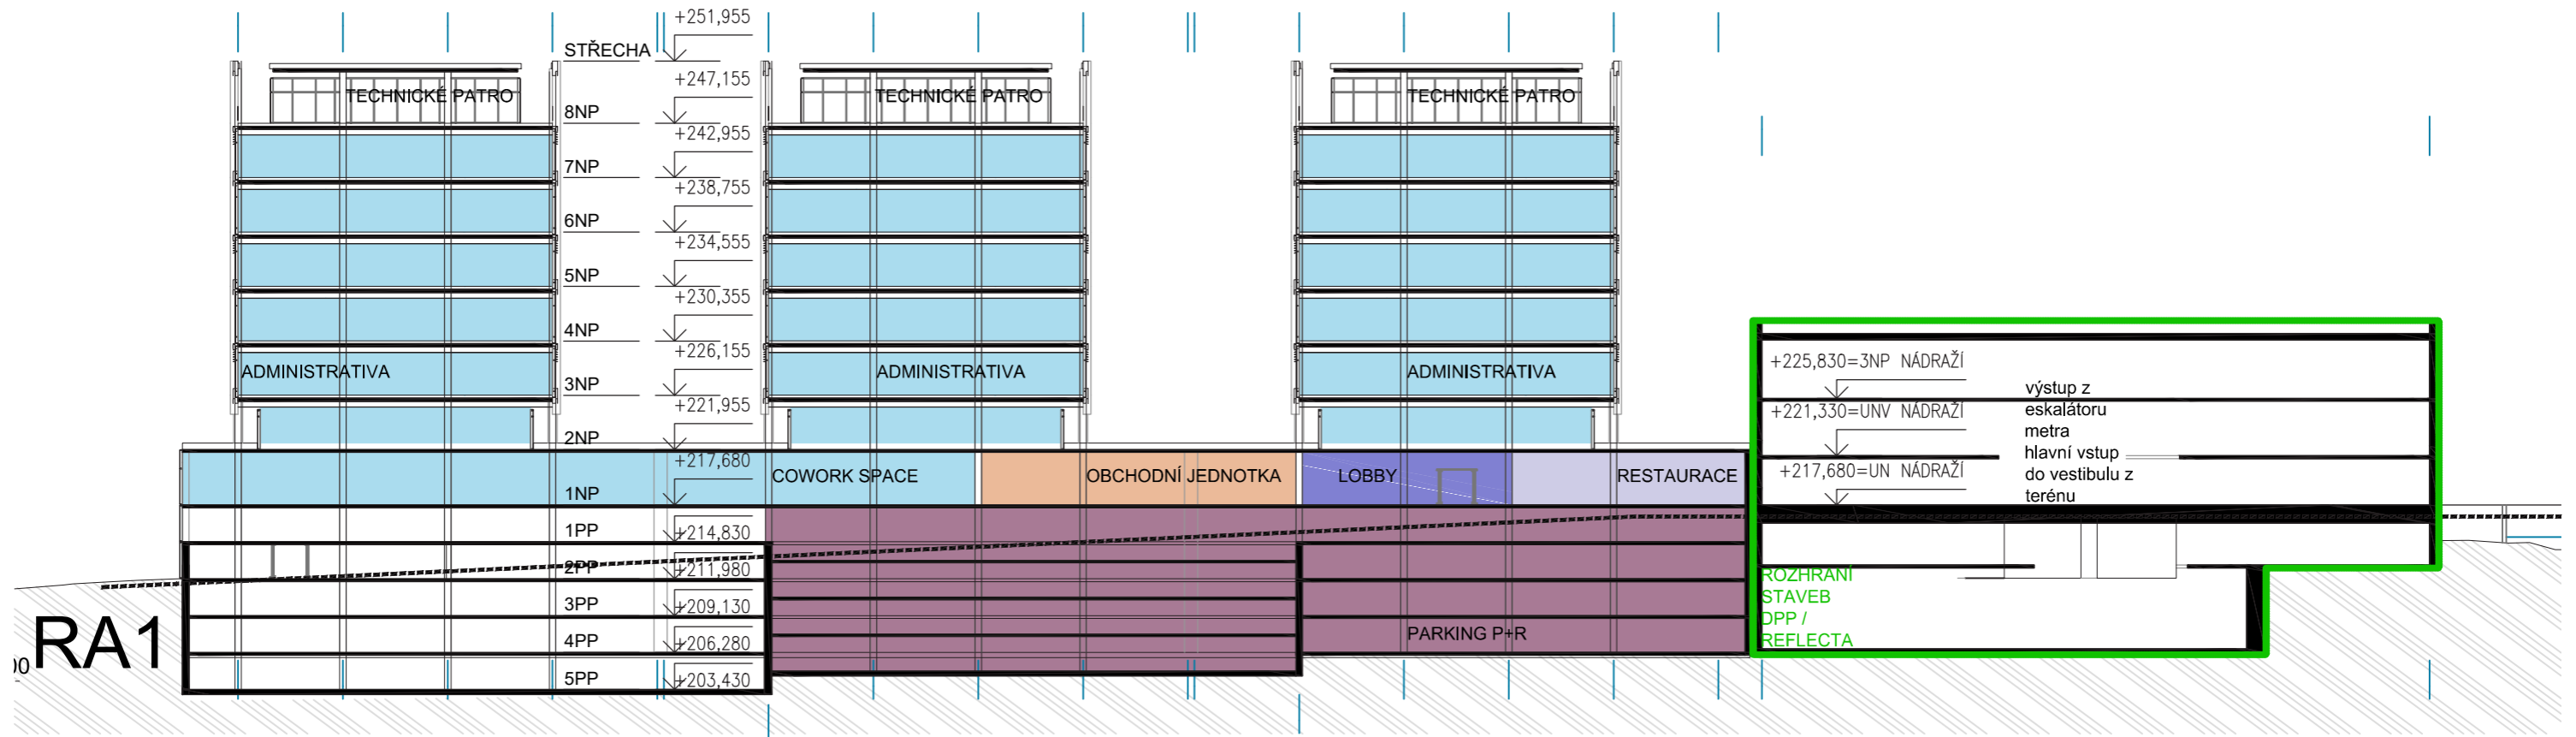 +251,955
STŘECHA
+247,155
TECHNICKÉ PATRO
TECHNICKÉ PATRO
TECHNICKÉ PATRO
8NP
+242,955
7NP
+238,755
6NP
+234,555
5NP
+230,355
4NP
+226,155
ADMINISTRATIVA
ADMINISTRATIVA
ADMINISTRATIVA
3NP
+221,955
2NP
+217,680
COWORK SPACE
OBCHODNÍ JEDNOTKA
LOBBY
RESTAURACE
1NP
1PP
+214,830
2PP
+211,980
3PP
+209,130
4PP
+206,280
PARKING P+R
5PP
+203,430
+225,830=3NP NÁDRAŽÍ
+221,330=UNV NÁDRAŽÍ
+217,680=UN NÁDRAŽÍ
výstup z
eskalátoru
metra
hlavní vstup
do vestibulu z
terénu
ROZHRANÍ
STAVEB
DPP /
REFLECTA
RA1